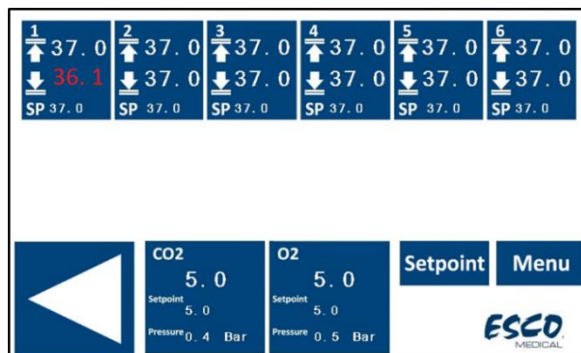 1 2 3 4 5 6
37.0 37.0 37.0 37.0 37.0 37.0
36.1 37.0 37.0 37.0 37.0 37.0
SP 37.0 SP 37.0 SP 37.0 SP 37.0 SP 37.0 SP 37.0
CO2 O2
Setpoint Menu
5.0 5.0
Setpoint Setpoint
5.0 5.0
Pressure 0.4 Bar Pressure 0.5 Bar
ESCO
MEDICAL